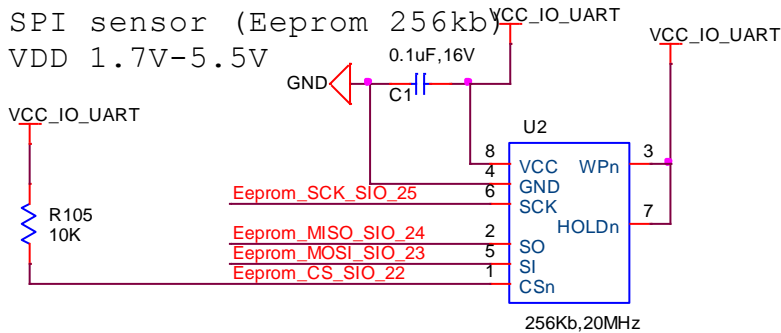 SPI sensor (Eeprom 256kb)
VDD 1.7V-5.5V
VCC_IO_UART
VCC_IO_UART
0.1uF,16V
GND
C1
VCC_IO_UART
U2
8
VCC
WPn
3
4
GND
Eeprom_SCK_SIO_25
6
SCK
R105
10K
HOLDn
7
Eeprom_MISO_SIO_24
2
SO
Eeprom_MOSI_SIO_23
5
SI
Eeprom_CS_SIO_22
1
CSn
256Kb,20MHz